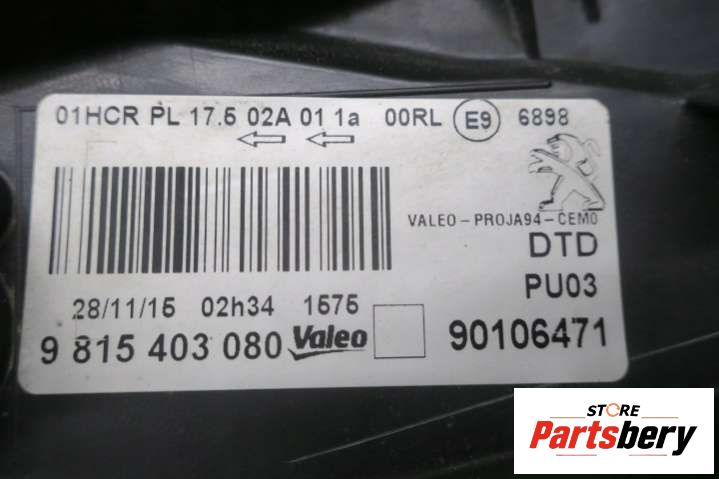 01HCR PL 17.5 02A 01 1a 00RL E9 6898
VALEO-PROJA94-CEMO
DTD
PU03
28/11/15 02h34 1575
9 815 403 080 Valeo 90106471
STORE
Partsbery